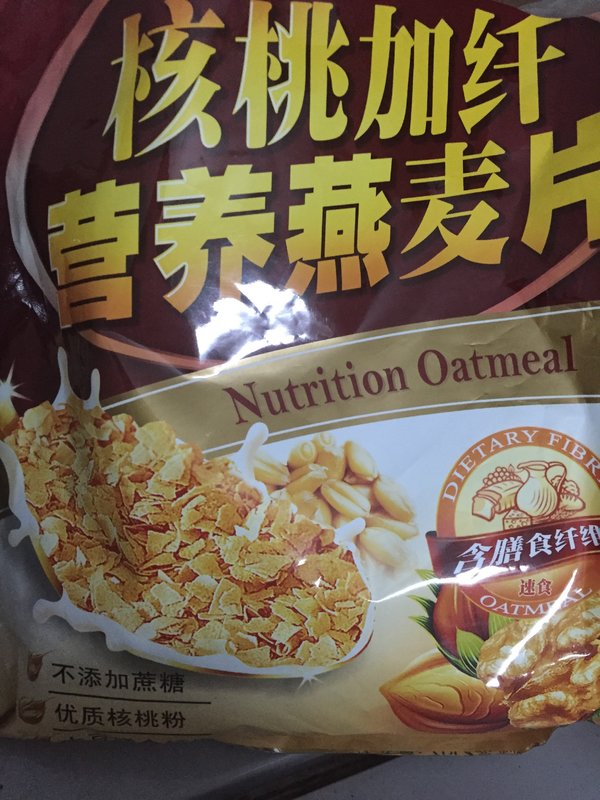 核桃加纤
营养燕麦片
Nutrition Oatmeal
DIETARY FIBR
含膳食纤维
速食
OATMEAL
不添加蔗糖
优质核桃粉